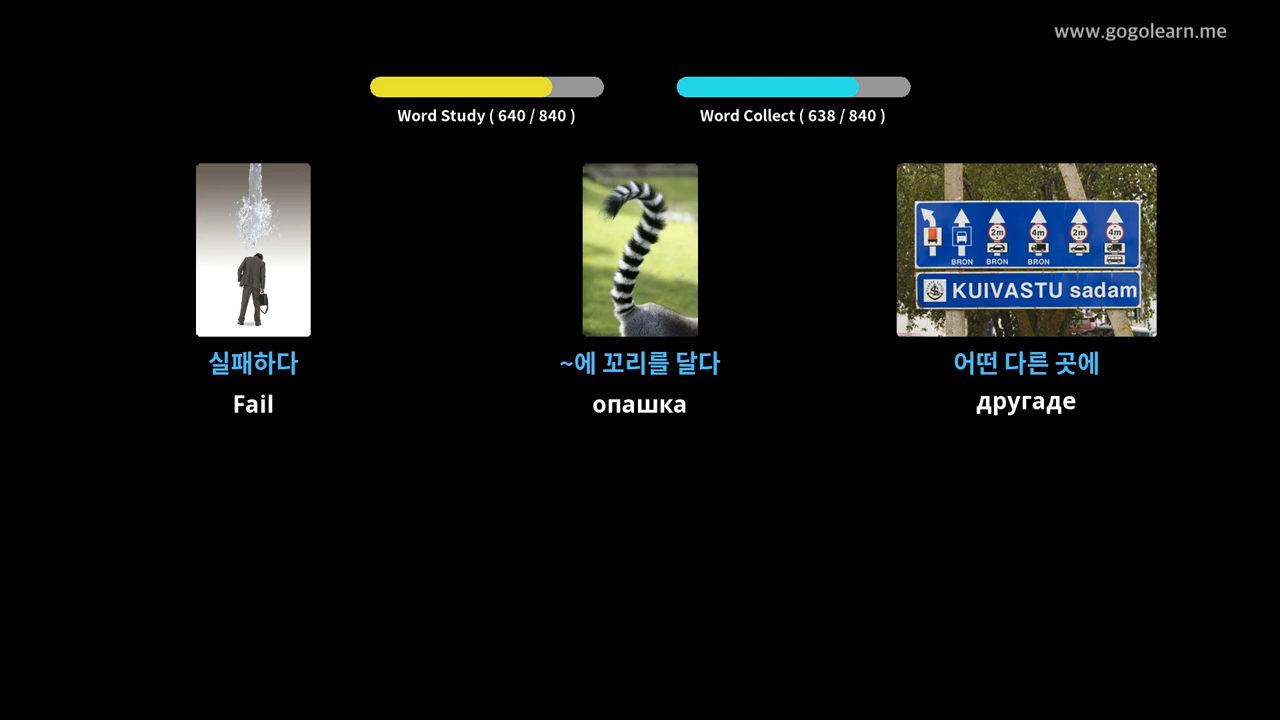 www.gogolearn.me
Word Study ( 640 / 840 )
Word Collect ( 638 / 840 )
2m
4m
2m
4m
BRON
BRON
BRON
KUIVASTU sadam
실패하다
~에 꼬리를 달다
어떤 다른 곳에
Fail
опашка
другаде